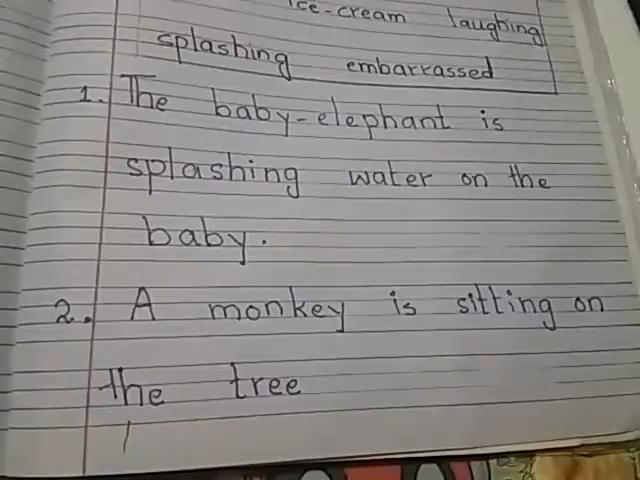 ice-cream laughing
splashing embarrassed
1. The baby-elephant is
splashing water on the
baby.
2. A monkey is sitting on
the tree